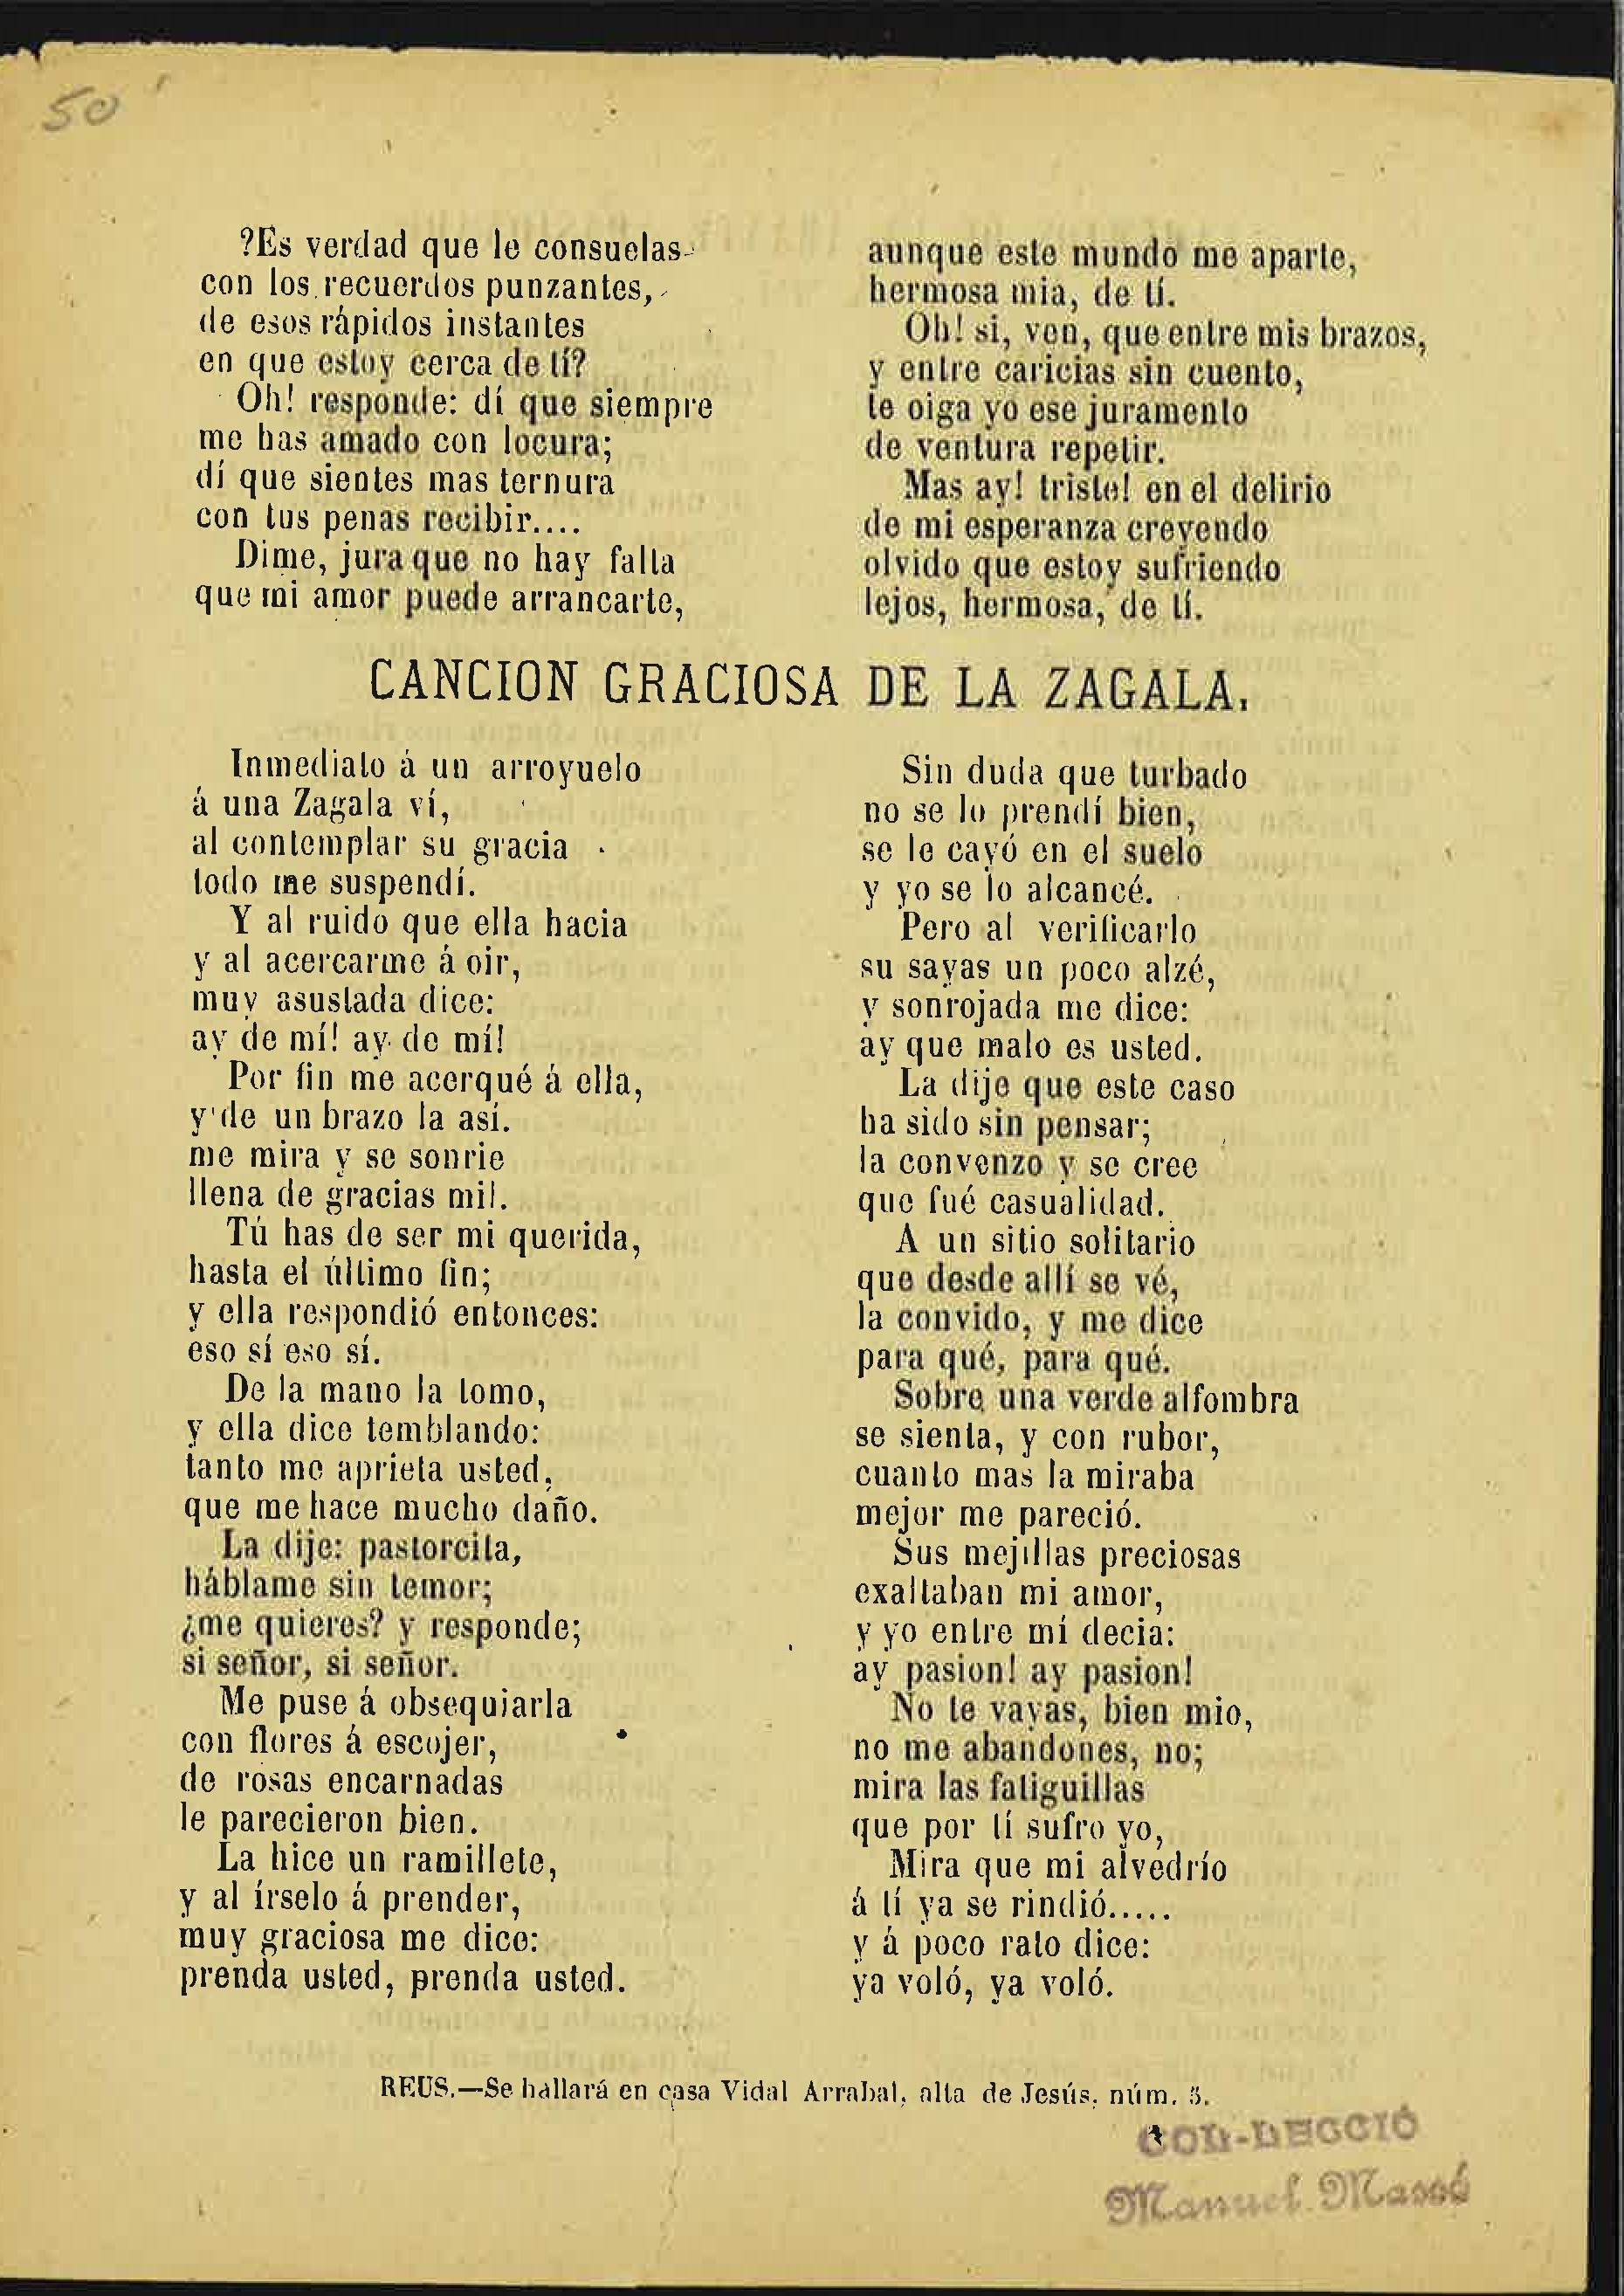 50
?Es verdad que le consuelas
con los recuerdos punzantes,
de esos rápidos instantes
en que estoy cerca de tí?
Oh! responde: dí que siempre
me has amado con locura;
dí que sientes mas ternura
con tus penas recibir....
Dime, jura que no hay falta
que mi amor puede arrancarte,
aunque este mundo me aparte,
hermosa mia, de tí.
Oh! si, ven, que entre mis brazos,
y entre caricias sin cuento,
te oiga yo ese juramento
de ventura repetir.
Mas ay! triste! en el delirio
de mi esperanza creyendo
olvido que estoy sufriendo
lejos, hermosa, de tí.
CANCION GRACIOSA DE LA ZAGALA.
Inmediato á un arroyuelo
á una Zagala ví,
al contemplar su gracia
todo me suspendí.
Y al ruido que ella hacia
y al acercarme á oir,
muy asustada dice:
ay de mí! ay de mí!
Por fin me acerqué á ella,
y de un brazo la así.
me mira y se sonrie
llena de gracias mil.
Tú has de ser mi querida,
hasta el último fin;
y ella respondió entonces:
eso sí eso sí.
De la mano la tomo,
y ella dice temblando:
tanto me aprieta usted,
que me hace mucho daño.
La dije: pastorcita,
háblame sin temor;
¿me quieres? y responde;
si señor, si señor.
Me puse á obsequiarla
con flores á escojer,
de rosas encarnadas
le parecieron bien.
La hice un ramillete,
y al írselo á prender,
muy graciosa me dice:
prenda usted, prenda usted.
Sin duda que turbado
no se lo prendí bien,
se le cayó en el suelo
y yo se lo alcancé.
Pero al verificarlo
su sayas un poco alzé,
y sonrojada me dice:
ay que malo es usted.
La dije que este caso
ha sido sin pensar;
la convenzo y se cree
que fué casualidad.
A un sitio solitario
que desde allí se vé,
la convido, y me dice
para qué, para qué.
Sobre una verde alfombra
se sienta, y con rubor,
cuanto mas la miraba
mejor me pareció.
Sus mejillas preciosas
exaltaban mi amor,
y yo entre mí decia:
ay pasion! ay pasion!
No te vayas, bien mio,
no me abandones, no;
mira las fatiguillas
que por tí sufro yo,
Mira que mi alvedrío
á tí ya se rindió.....
y á poco rato dice:
ya voló, ya voló.
REUS.—Se hallará en casa Vidal Arrabal, alta de Jesús, núm. 5.
COL-LECCIÓ
Manuel Massó